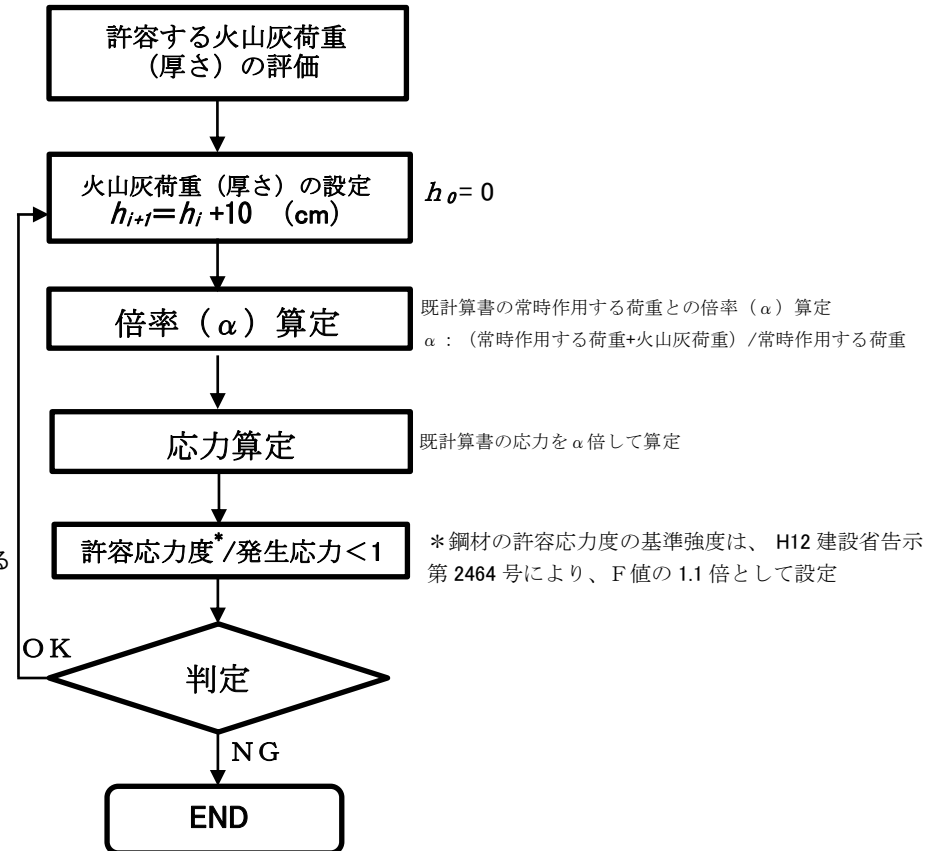 許容する火山灰荷重
(厚さ)の評価
火山灰荷重(厚さ)の設定
hi+1=hi +10 (cm)
h0= 0
倍率(α)算定
既計算書の常時作用する荷重との倍率(α)算定
α:(常時作用する荷重+火山灰荷重)/常時作用する荷重
応力算定
既計算書の応力をα倍して算定
る
許容応力度*/発生応力<1
*鋼材の許容応力度の基準強度は、 H12 建設省告示
第 2464 号により、F値の 1.1 倍として設定
OK
判定
NG
END